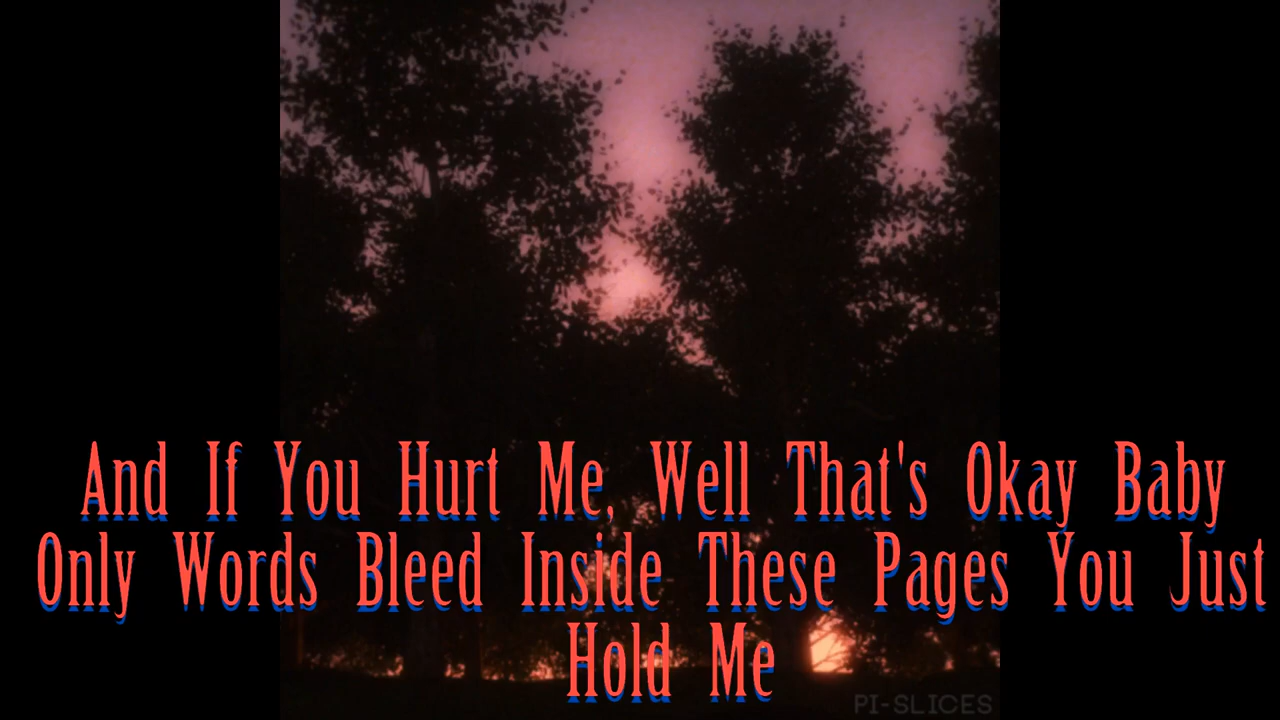 And If You Hurt Me, Well That's Okay Baby
Only Words Bleed Inside These Pages You Just
Hold Me
PI-SLICES